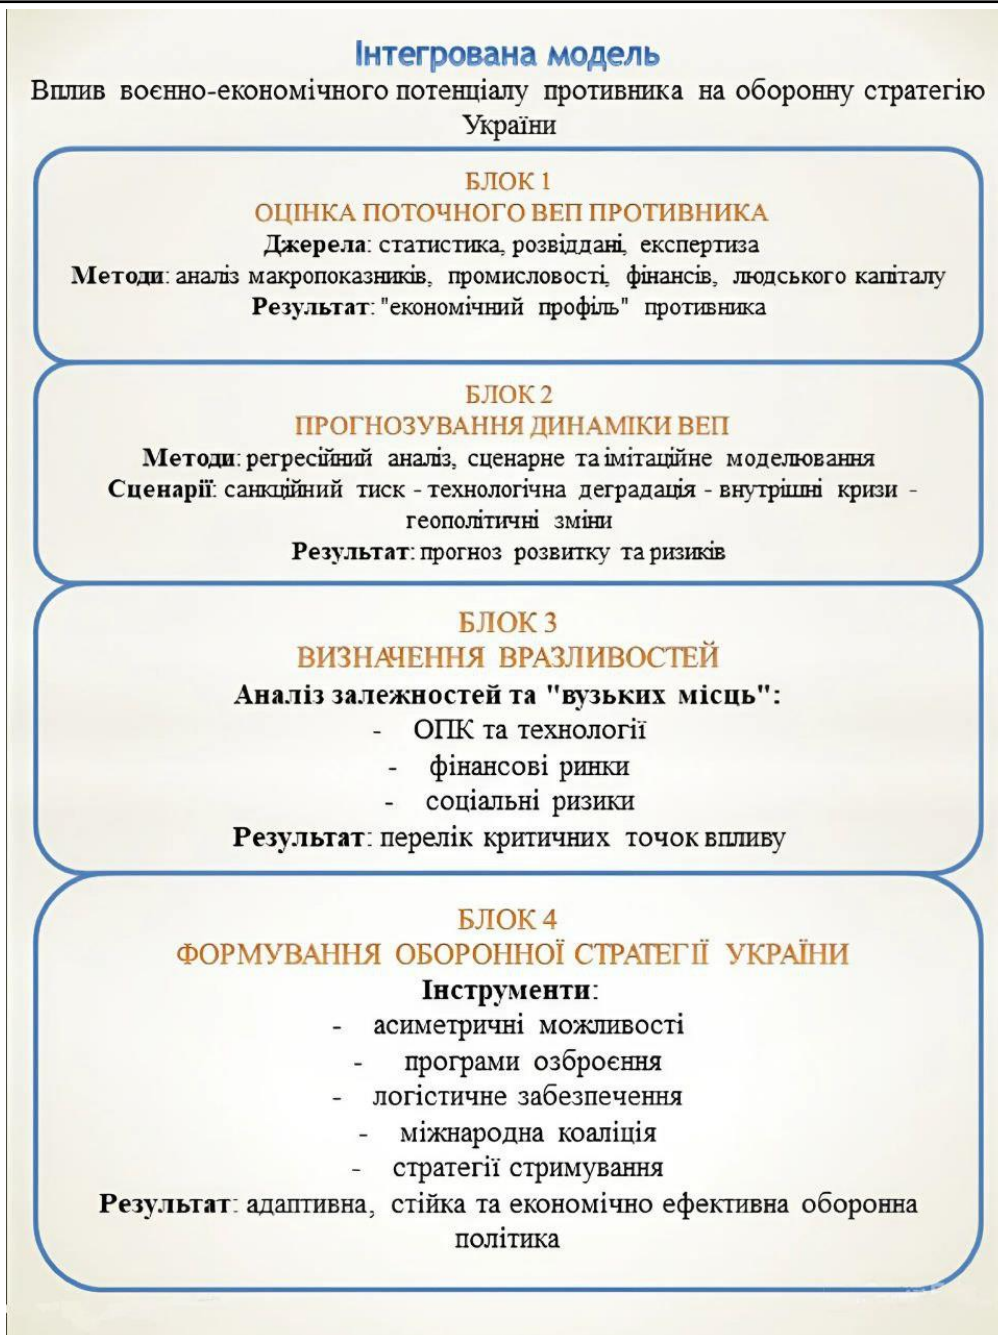 Інтегрована модель
Вплив воєнно-економічного потенціалу противника на оборонну стратегію
України
БЛОК 1
ОЦІНКА ПОТОЧНОГО ВЕП ПРОТИВНИКА
Джерела: статистика, розвіддані, експертиза
Методи: аналіз макропоказників, промисловості, фінансів, людського капіталу
Результат: "економічний профіль" противника
БЛОК 2
ПРОГНОЗУВАННЯ ДИНАМІКИ ВЕП
Методи: регресійний аналіз, сценарне та імітаційне моделювання
Сценарії: санкційний тиск - технологічна деградація - внутрішні кризи -
геополітичні зміни
Результат: прогноз розвитку та ризиків
БЛОК 3
ВИЗНАЧЕННЯ ВРАЗЛИВОСТЕЙ
Аналіз залежностей та "вузьких місць":
- ОПК та технології
- фінансові ринки
- соціальні ризики
Результат: перелік критичних точок впливу
БЛОК 4
ФОРМУВАННЯ ОБОРОННОЇ СТРАТЕГІЇ УКРАЇНИ
Інструменти:
- асиметричні можливості
- програми озброєння
- логістичне забезпечення
- міжнародна коаліція
- стратегії стримування
Результат: адаптивна, стійка та економічно ефективна оборонна
політика